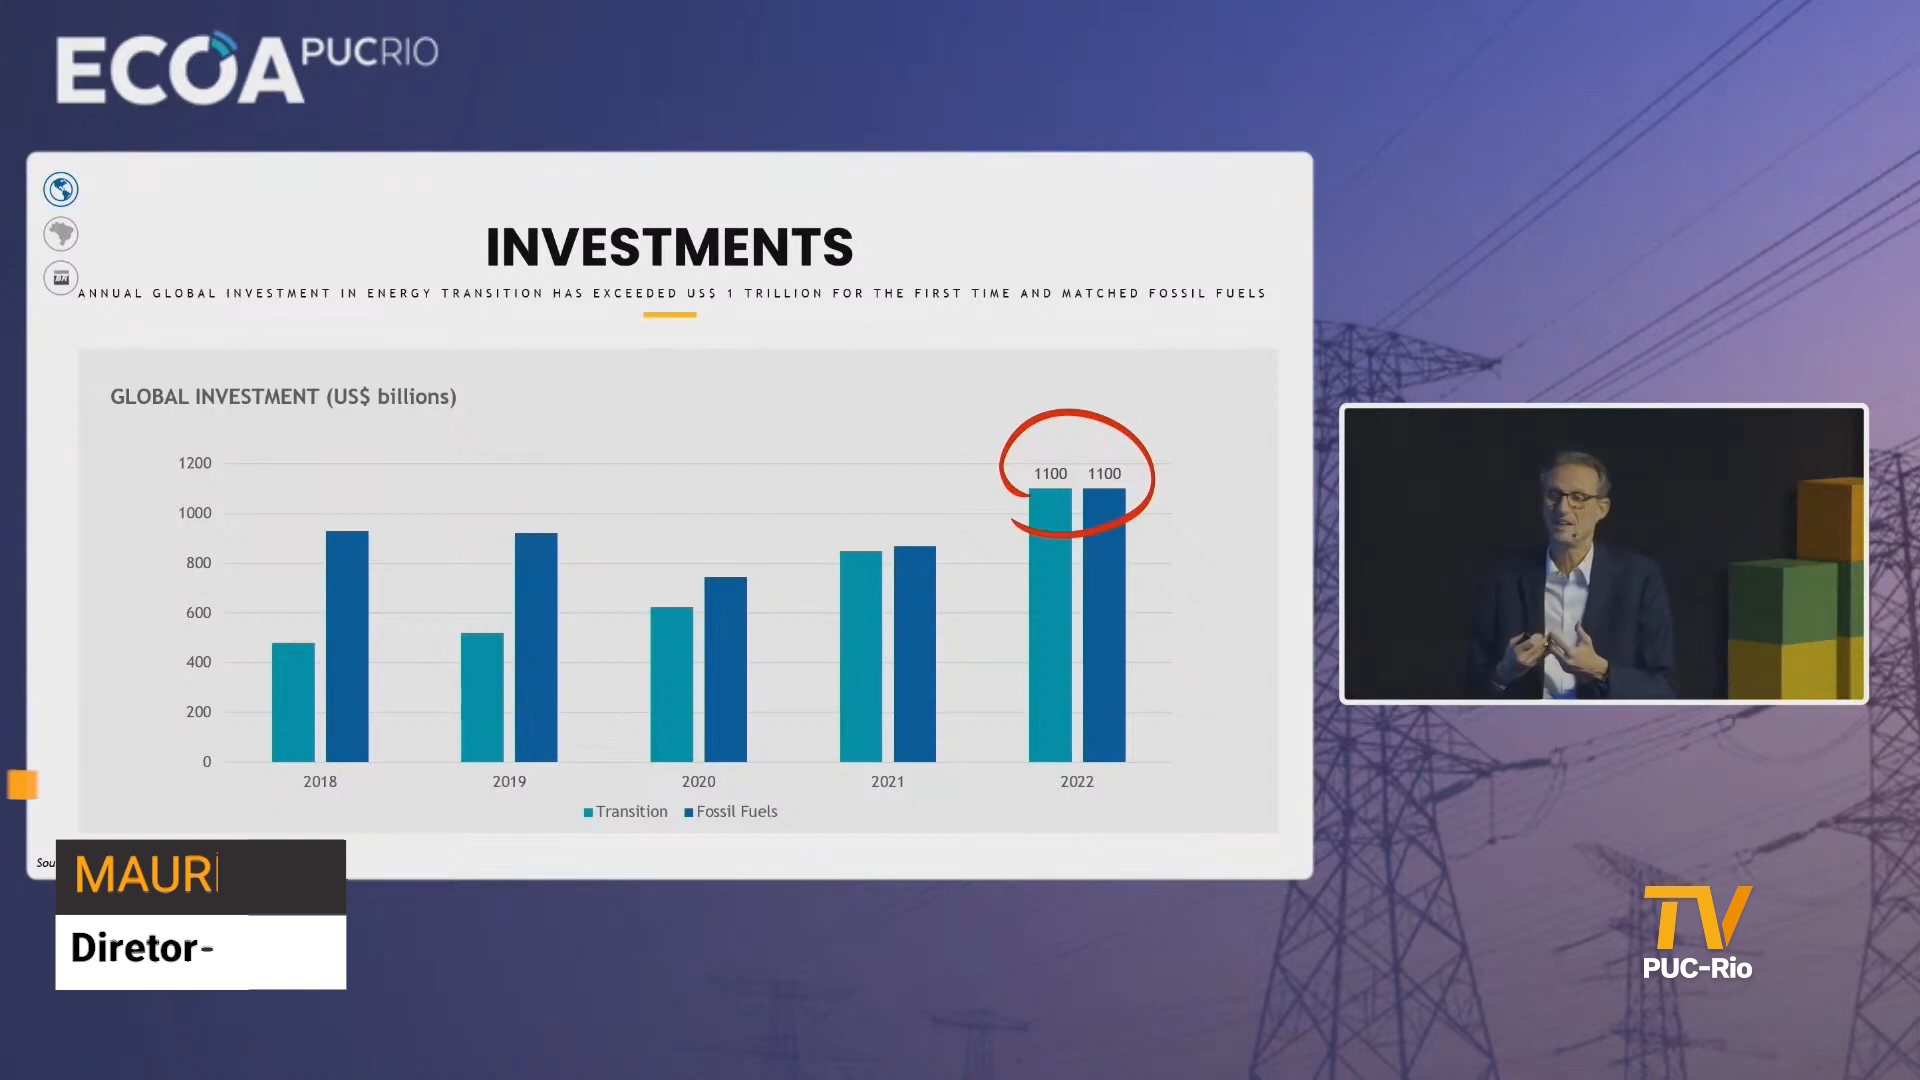 ECOA PUCRIO
INVESTMENTS
ANNUAL GLOBAL INVESTMENT IN ENERGY TRANSITION HAS EXCEEDED US$ 1 TRILLION FOR THE FIRST TIME AND MATCHED FOSSIL FUELS
GLOBAL INVESTMENT (US$ billions)
1200
1000
800
600
400
200
0
1100 1100
2018 2019 2020 2021 2022
Transition Fossil Fuels
Sou
MAURI
Diretor-
TV
PUC-Rio